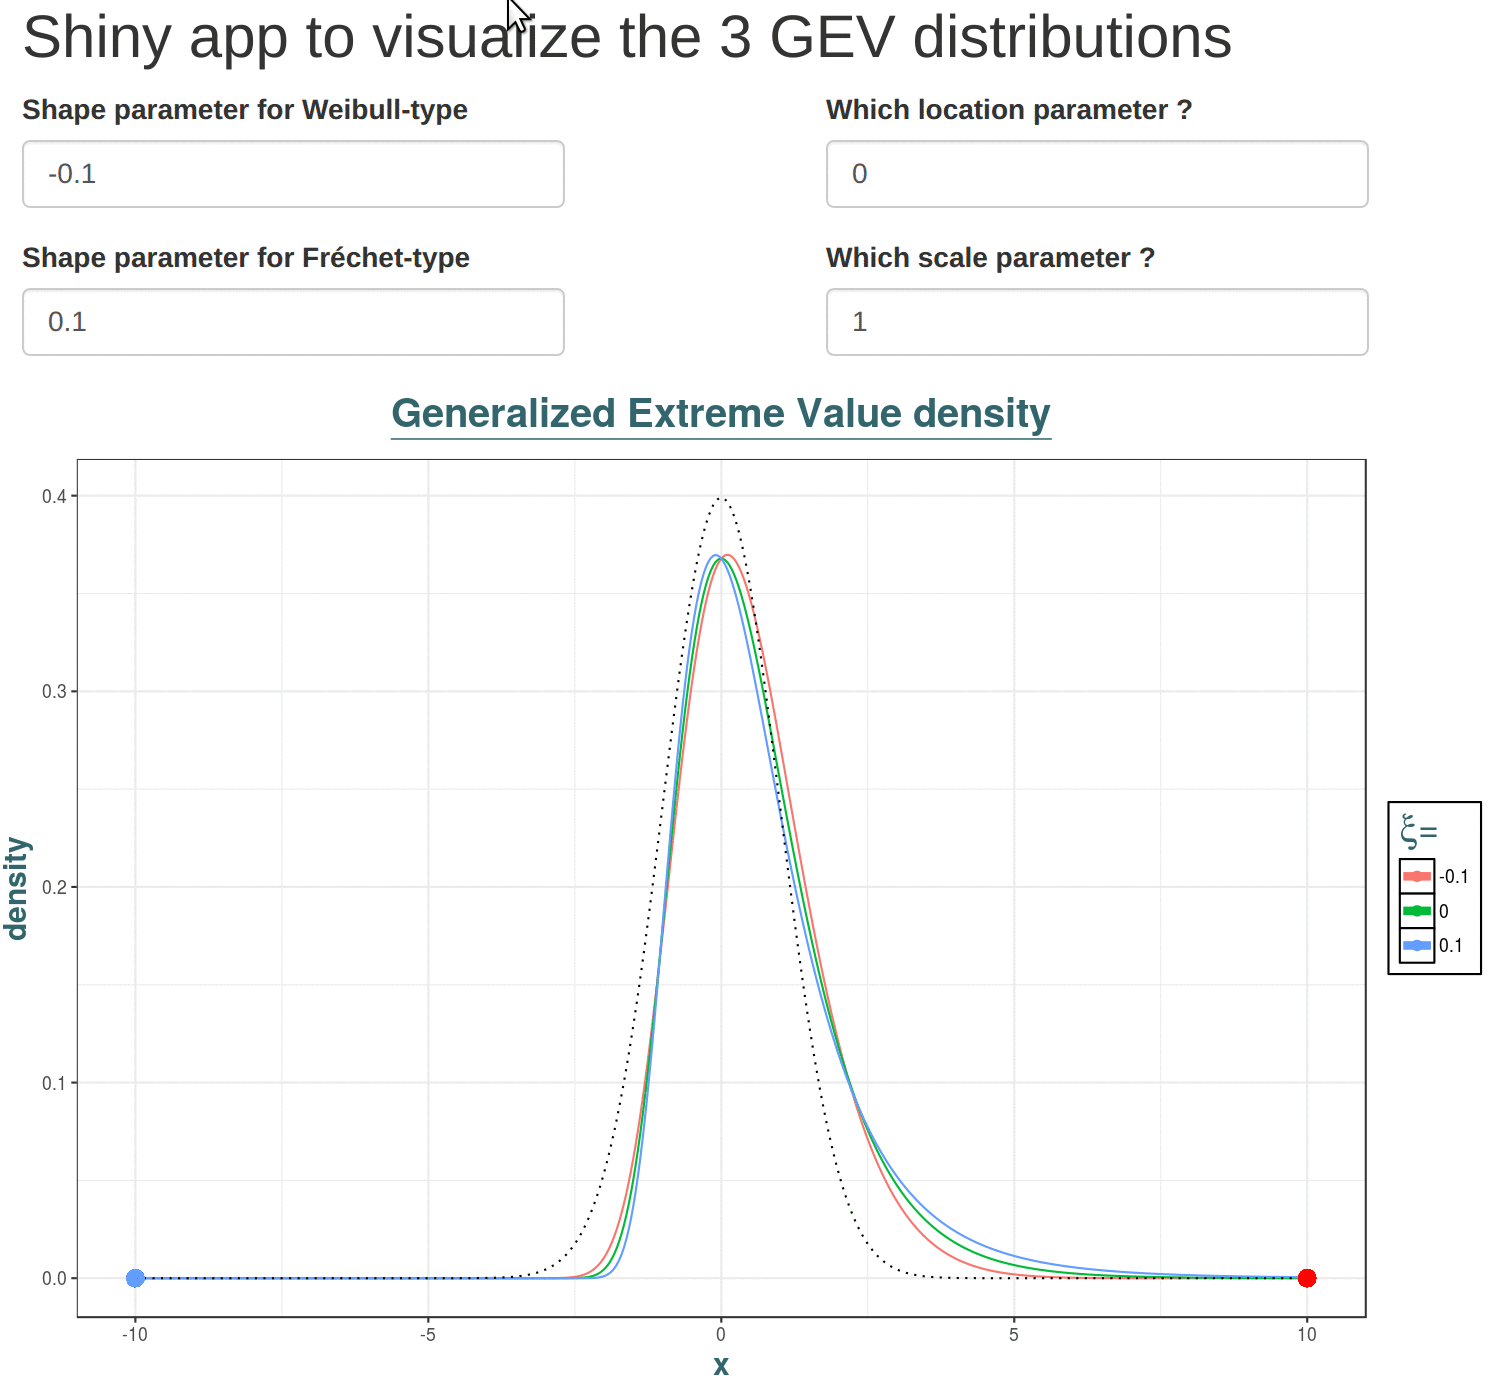 Shiny app to visualize the 3 GEV distributions
Shape parameter for Weibull-type
Which location parameter ?
-0.1
0
Shape parameter for Fréchet-type
Which scale parameter ?
0.1
1
Generalized Extreme Value density
0.4
0.3
0.2
0.1
0.0
density
-10
-5
0
5
10
x
ξ=
-0.1
0
0.1